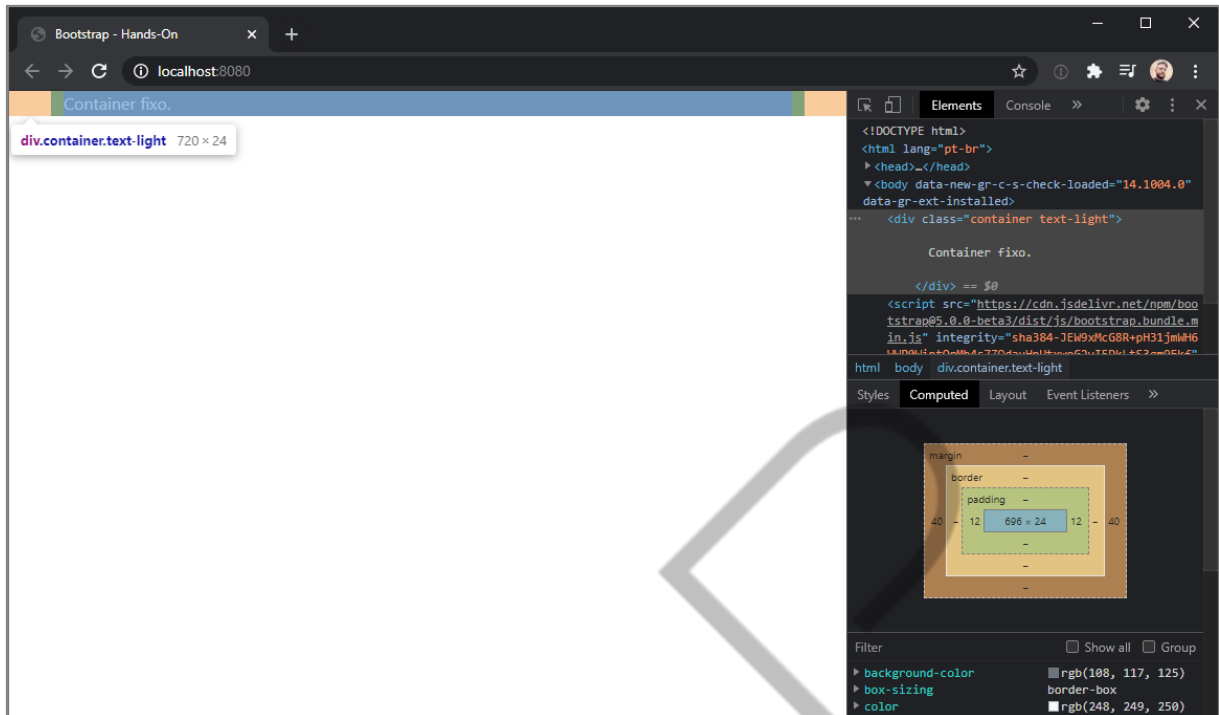 Bootstrap - Hands-On
localhost:8080
Container fixo.
div.container.text-light 720 × 24
Elements Console »
<!DOCTYPE html>
<html lang="pt-br">
<head>…</head>
<body data-new-gr-c-s-check-loaded="14.1004.0"
data-gr-ext-installed>
… <div class="container text-light">
Container fixo.
</div> == $0
<script src="https://cdn.jsdelivr.net/npm/boo
tstrap@5.0.0-beta3/dist/js/bootstrap.bundle.m
in.js" integrity="sha384-JEW9xMcG8R+pH31jmWH6
html body div.container.text-light
Styles Computed Layout Event Listeners »
margin –
border –
padding –
40 – 12 696 × 24 12 – 40
–
–
–
Filter Show all Group
background-color rgb(108, 117, 125)
box-sizing border-box
color rgb(248, 249, 250)